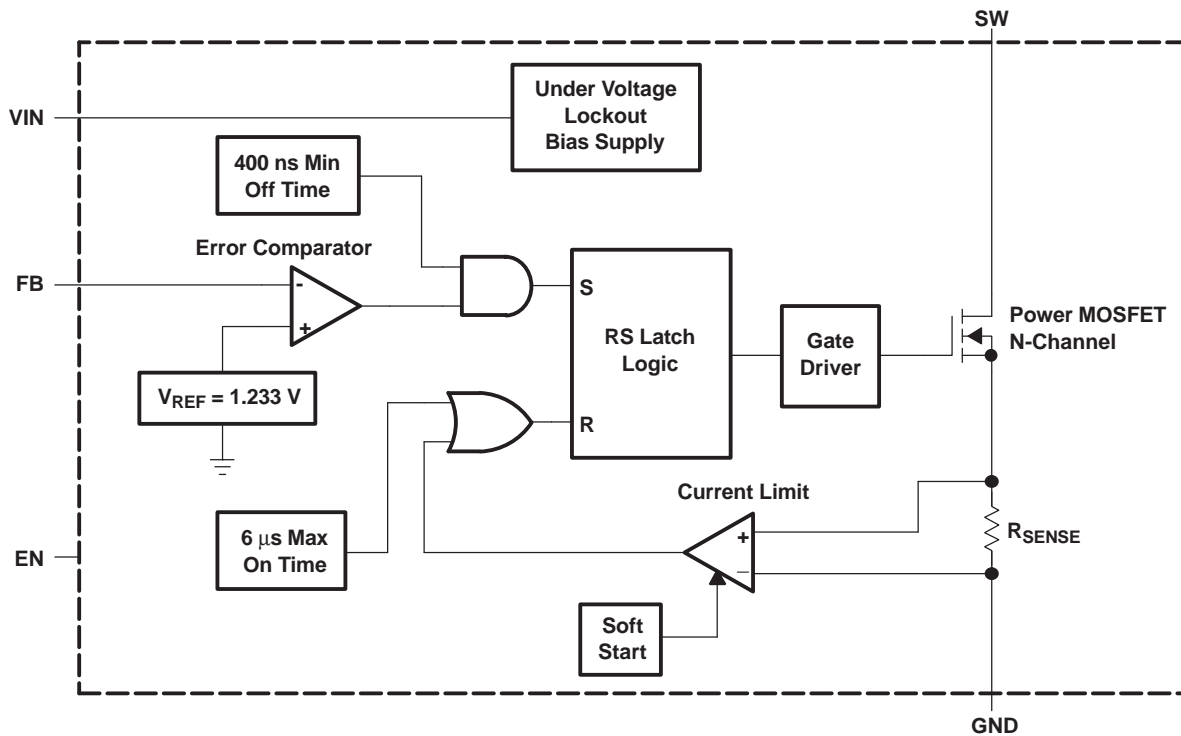 SW
Under Voltage
Lockout
Bias Supply
VIN
400 ns Min
Off Time
Error Comparator
FB
-
+
S
RS Latch
Logic
Gate
Driver
Power MOSFET
N-Channel
VREF = 1.233 V
R
Current Limit
6 μs Max
On Time
+
–
RSENSE
EN
Soft
Start
GND